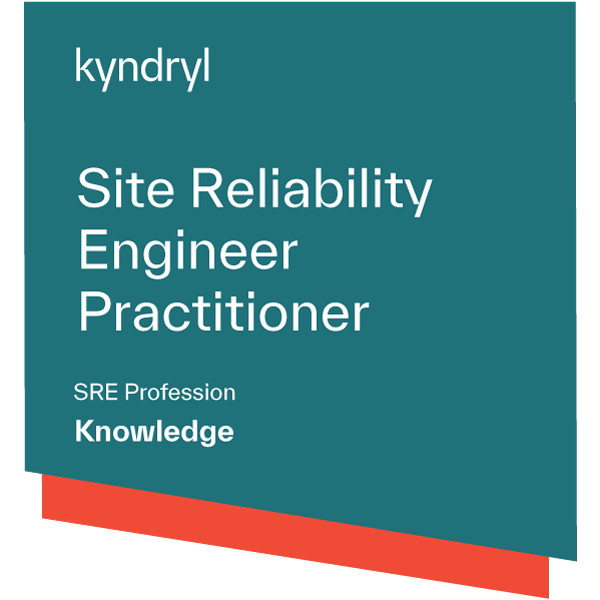 kyndryl
Site Reliability
Engineer
Practitioner
SRE Profession
Knowledge